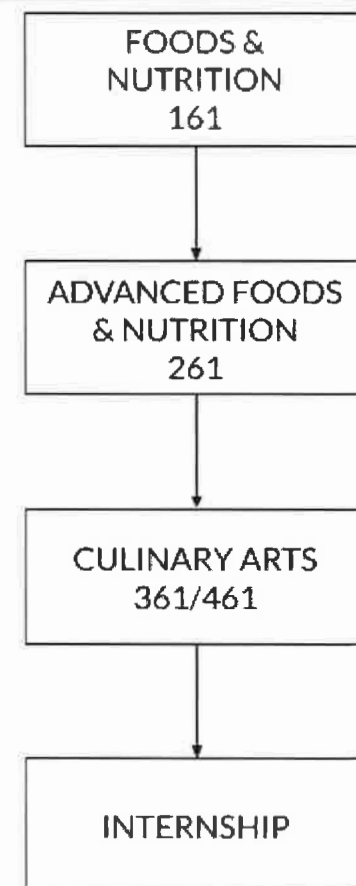 FOODS &
NUTRITION
161
ADVANCED FOODS
& NUTRITION
261
CULINARY ARTS
361/461
INTERNSHIP